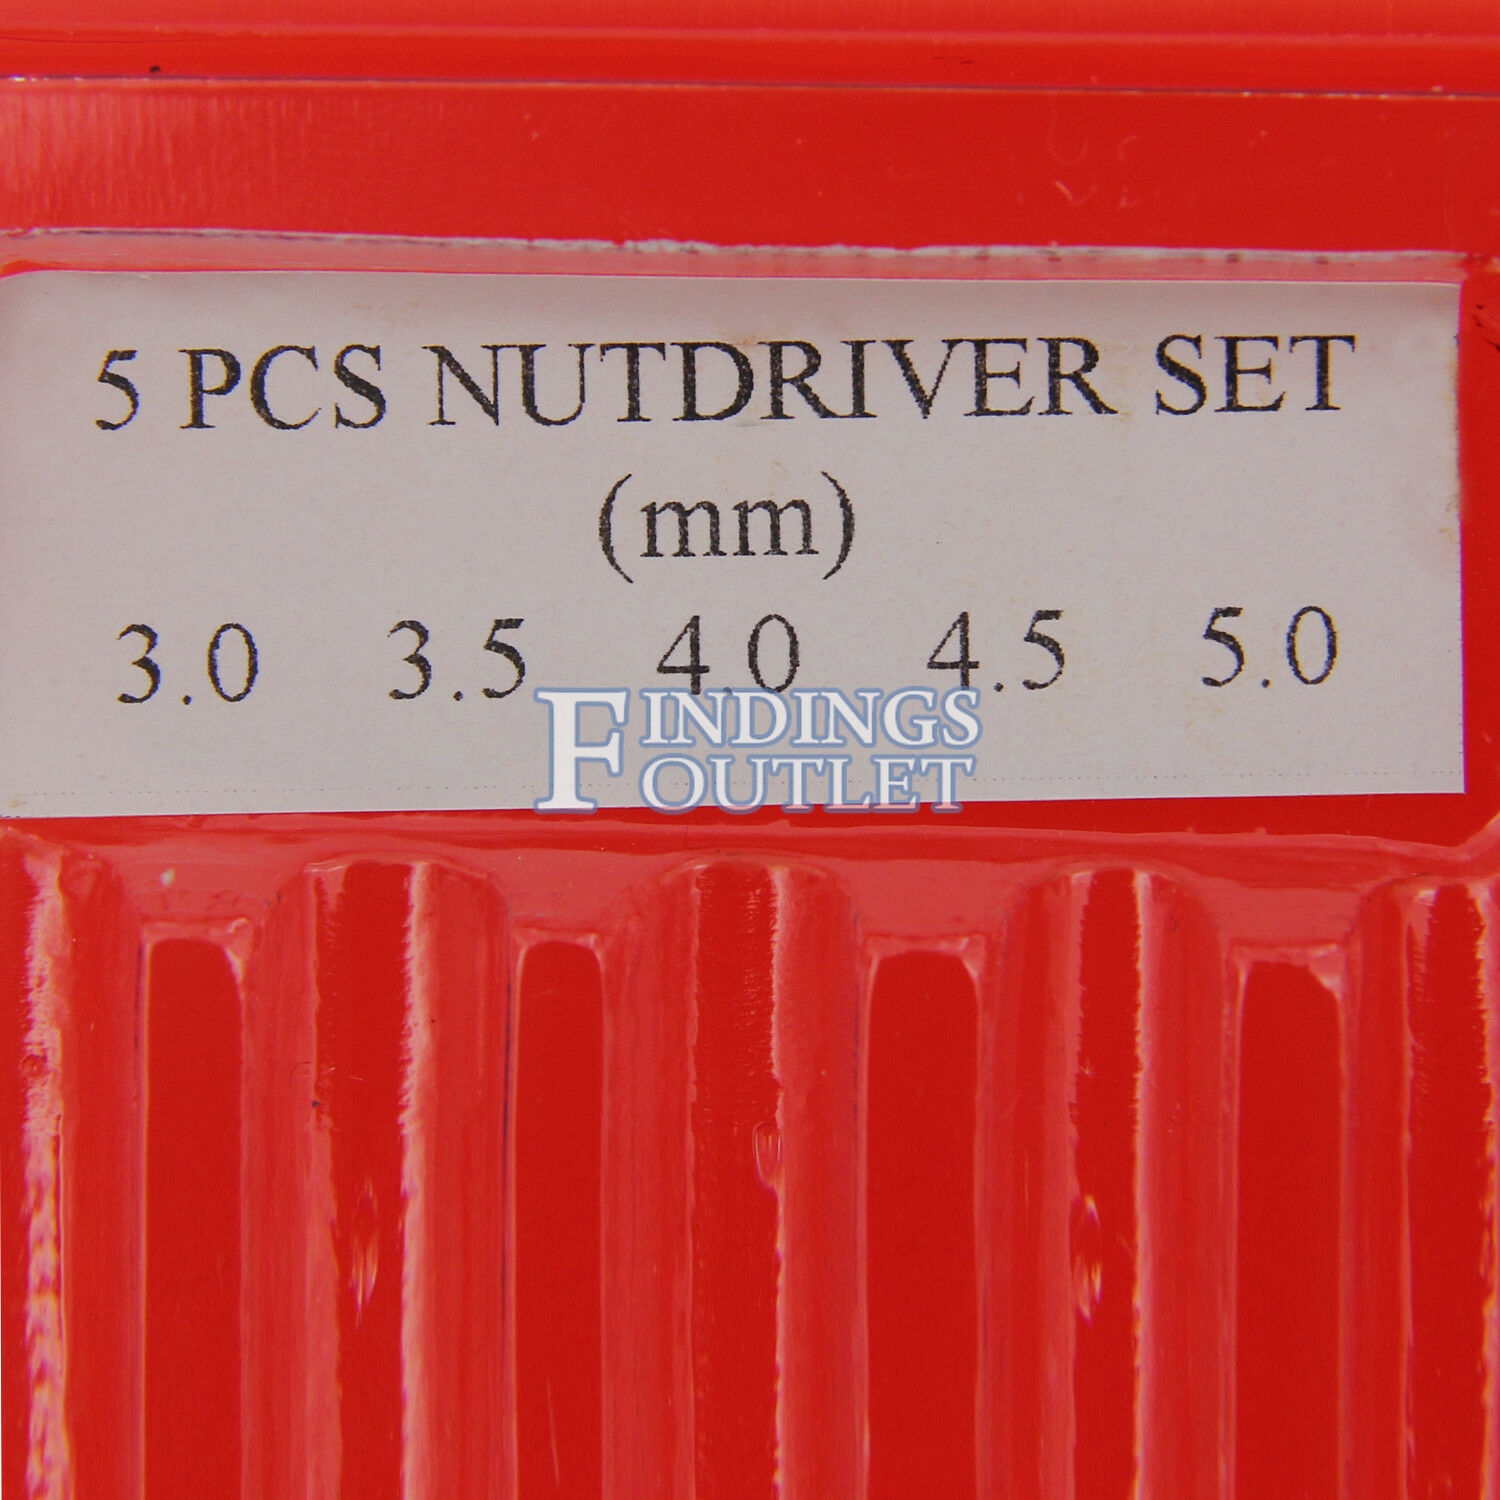 5 PCS NUTDRIVER SET
(mm)
3.0 3.5 4.0 4.5 5.0
FINDINGS
OUTLET